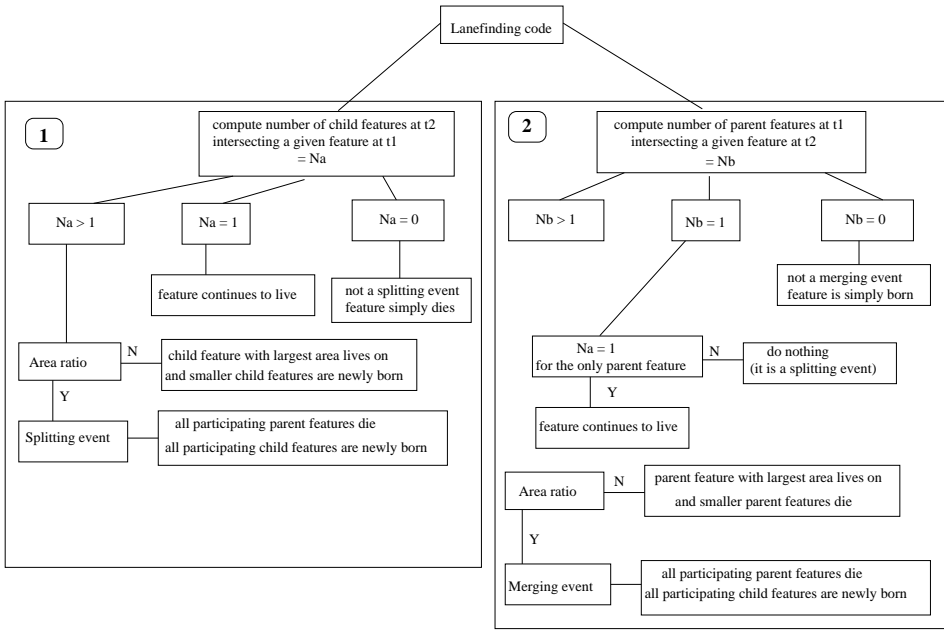 Lanefinding code
1
compute number of child features at t2
intersecting a given feature at t1
= Na
Na > 1
Na = 1
Na = 0
feature continues to live
not a splitting event
feature simply dies
Area ratio
N
child feature with largest area lives on
and smaller child features are newly born
Y
Splitting event
all participating parent features die
all participating child features are newly born
2
compute number of parent features at t1
intersecting a given feature at t2
= Nb
Nb > 1
Nb = 1
Nb = 0
not a merging event
feature is simply born
Na = 1
for the only parent feature
N
do nothing
(it is a splitting event)
Y
feature continues to live
Area ratio
N
parent feature with largest area lives on
and smaller parent features die
Y
Merging event
all participating parent features die
all participating child features are newly born